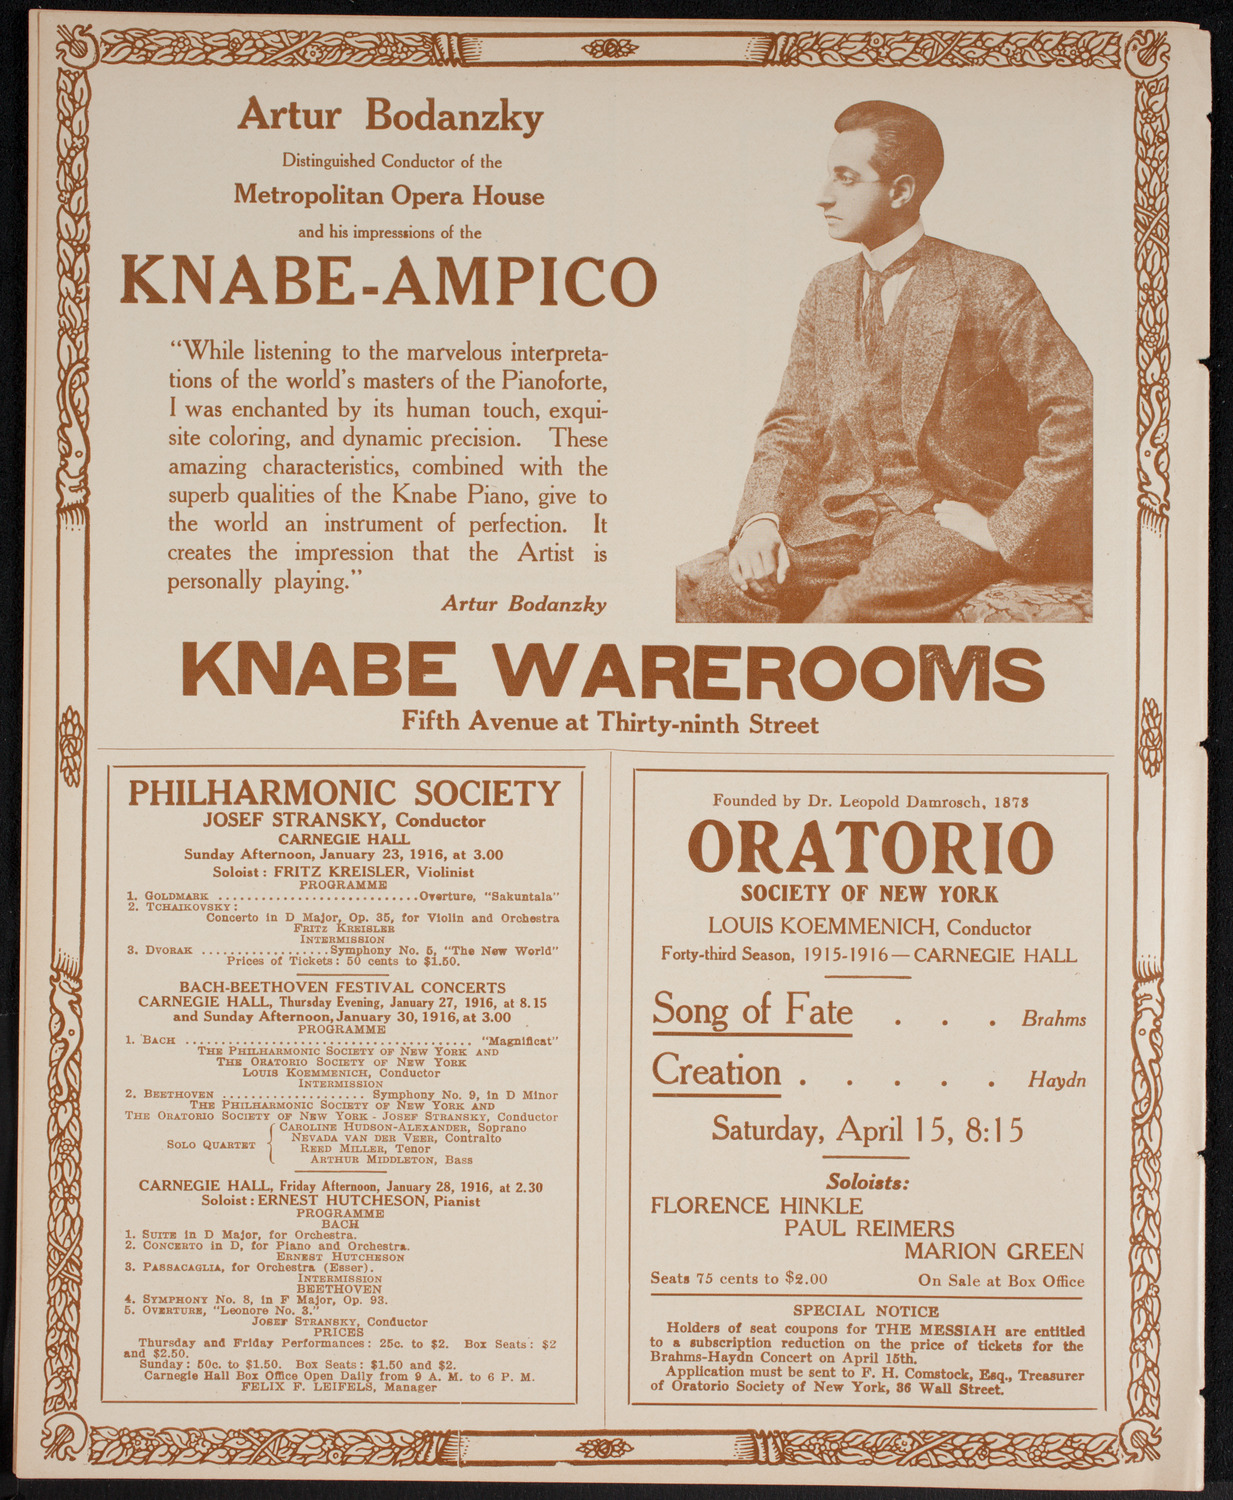 Artur Bodanzky
Distinguished Conductor of the
Metropolitan Opera House
and his impressions of the
KNABE-AMPICO
“While listening to the marvelous interpreta-
tions of the world's masters of the Pianoforte,
I was enchanted by its human touch, exqui-
site coloring, and dynamic precision. These
amazing characteristics, combined with the
superb qualities of the Knabe Piano, give to
the world an instrument of perfection. It
creates the impression that the Artist is
personally playing.”
Artur Bodanzky
KNABE WAREROOMS
Fifth Avenue at Thirty-ninth Street
PHILHARMONIC SOCIETY
JOSEF STRANSKY, Conductor
CARNEGIE HALL
Sunday Afternoon, January 23, 1916, at 3.00
Soloist: FRITZ KREISLER, Violinist
PROGRAMME
1. GOLDMARK ............................Overture, "Sakuntala"
2. TCHAIKOVSKY:
Concerto in D Major, Op. 35, for Violin and Orchestra
FRITZ KREISLER
INTERMISSION
3. DVORAK ..................Symphony No. 5, "The New World"
Prices of Tickets: 50 cents to $1.50.
BACH-BEETHOVEN FESTIVAL CONCERTS
CARNEGIE HALL, Thursday Evening, January 27, 1916, at 8.15
and Sunday Afternoon, January 30, 1916, at 3.00
PROGRAMME
1. BACH ........................................ "Magnificat"
THE PHILHARMONIC SOCIETY OF NEW YORK AND
THE ORATORIO SOCIETY OF NEW YORK
LOUIS KOEMMENICH, Conductor
INTERMISSION
2. BEETHOVEN .................... Symphony No. 9, in D Minor
THE PHILHARMONIC SOCIETY OF NEW YORK AND
THE ORATORIO SOCIETY OF NEW YORK - JOSEF STRANSKY, Conductor
SOLO QUARTET { CAROLINE HUDSON-ALEXANDER, Soprano
NEVADA VAN DER VEER, Contralto
REED MILLER, Tenor
ARTHUR MIDDLETON, Bass
CARNEGIE HALL, Friday Afternoon, January 28, 1916, at 2.30
Soloist: ERNEST HUTCHESON, Pianist
PROGRAMME
BACH
1. SUITE in D Major, for Orchestra.
2. CONCERTO in D, for Piano and Orchestra.
ERNEST HUTCHESON
3. PASSACAGLIA, for Orchestra (Esser).
INTERMISSION
BEETHOVEN
4. SYMPHONY No. 8, in F Major, Op. 93.
5. OVERTURE, "Leonore No. 3."
JOSEF STRANSKY, Conductor
PRICES
Thursday and Friday Performances: 25c. to $2. Box Seats: $2
and $2.50.
Sunday: 50c. to $1.50. Box Seats: $1.50 and $2.
Carnegie Hall Box Office Open Daily from 9 A. M. to 6 P. M.
FELIX F. LEIFELS, Manager
Founded by Dr. Leopold Damrosch, 1873
ORATORIO
SOCIETY OF NEW YORK
LOUIS KOEMMENICH, Conductor
Forty-third Season, 1915-1916—CARNEGIE HALL
Song of Fate . . . Brahms
Creation . . . . . Haydn
Saturday, April 15, 8:15
Soloists:
FLORENCE HINKLE
PAUL REIMERS
MARION GREEN
Seats 75 cents to $2.00 On Sale at Box Office
SPECIAL NOTICE
Holders of seat coupons for THE MESSIAH are entitled
to a subscription reduction on the price of tickets for the
Brahms-Haydn Concert on April 15th.
Application must be sent to F. H. Comstock, Esq., Treasurer
of Oratorio Society of New York, 36 Wall Street.